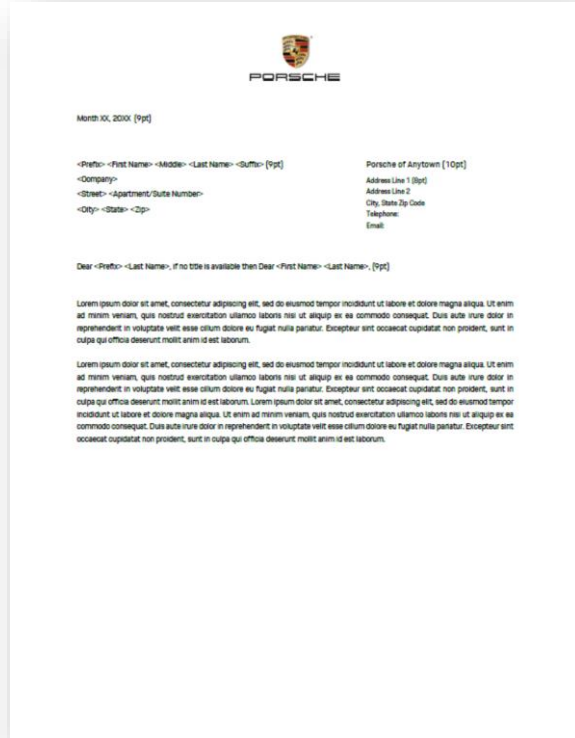 PORSCHE
Month XX, 20XX (9pt)
<Prefix> <First Name> <Middle> <Last Name> <Suffix> (9pt)
<Company>
<Street> <Apartment/Suite Number>
<City> <State> <Zip>
Porsche of Anytown (10pt)
Address Line 1 (8pt)
Address Line 2
City, State Zip Code
Telephone:
Email:
Dear <Prefix> <Last Name>, if no title is available then Dear <First Name> <Last Name>, (9pt)
Lorem ipsum dolor sit amet, consectetur adipiscing elit, sed do eiusmod tempor incididunt ut labore et dolore magna aliqua. Ut enim
ad minim veniam, quis nostrud exercitation ullamco laboris nisi ut aliquip ex ea commodo consequat. Duis aute irure dolor in
reprehenderit in voluptate velit esse cillum dolore eu fugiat nulla pariatur. Excepteur sint occaecat cupidatat non proident, sunt in
culpa qui officia deserunt mollit anim id est laborum.
Lorem ipsum dolor sit amet, consectetur adipiscing elit, sed do eiusmod tempor incididunt ut labore et dolore magna aliqua. Ut enim
ad minim veniam, quis nostrud exercitation ullamco laboris nisi ut aliquip ex ea commodo consequat. Duis aute irure dolor in
reprehenderit in voluptate velit esse cillum dolore eu fugiat nulla pariatur. Excepteur sint occaecat cupidatat non proident, sunt in
culpa qui officia deserunt mollit anim id est laborum. Lorem ipsum dolor sit amet, consectetur adipiscing elit, sed do eiusmod tempor
incididunt ut labore et dolore magna aliqua. Ut enim ad minim veniam, quis nostrud exercitation ullamco laboris nisi ut aliquip ex ea
commodo consequat. Duis aute irure dolor in reprehenderit in voluptate velit esse cillum dolore eu fugiat nulla pariatur. Excepteur sint
occaecat cupidatat non proident, sunt in culpa qui officia deserunt mollit anim id est laborum.